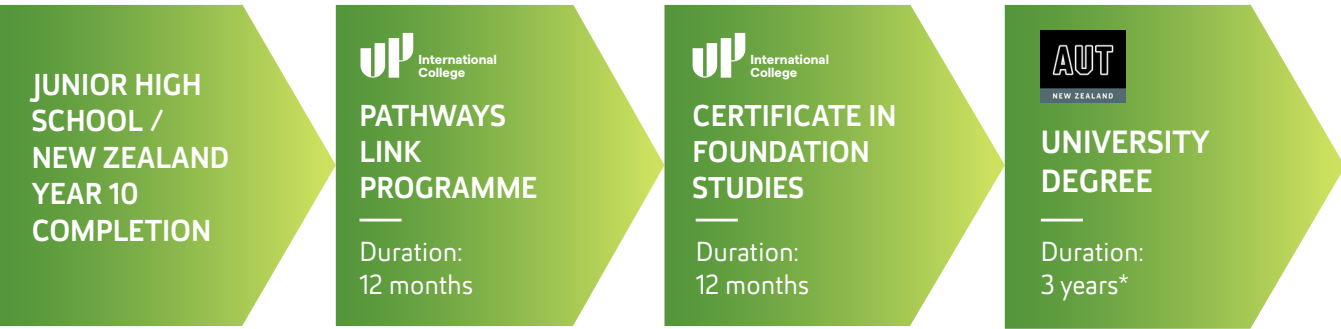 JUNIOR HIGH
SCHOOL /
NEW ZEALAND
YEAR 10
COMPLETION
UP International
College
PATHWAYS
LINK
PROGRAMME
Duration:
12 months
UP International
College
CERTIFICATE IN
FOUNDATION
STUDIES
Duration:
12 months
AUT
NEW ZEALAND
UNIVERSITY
DEGREE
Duration:
3 years*